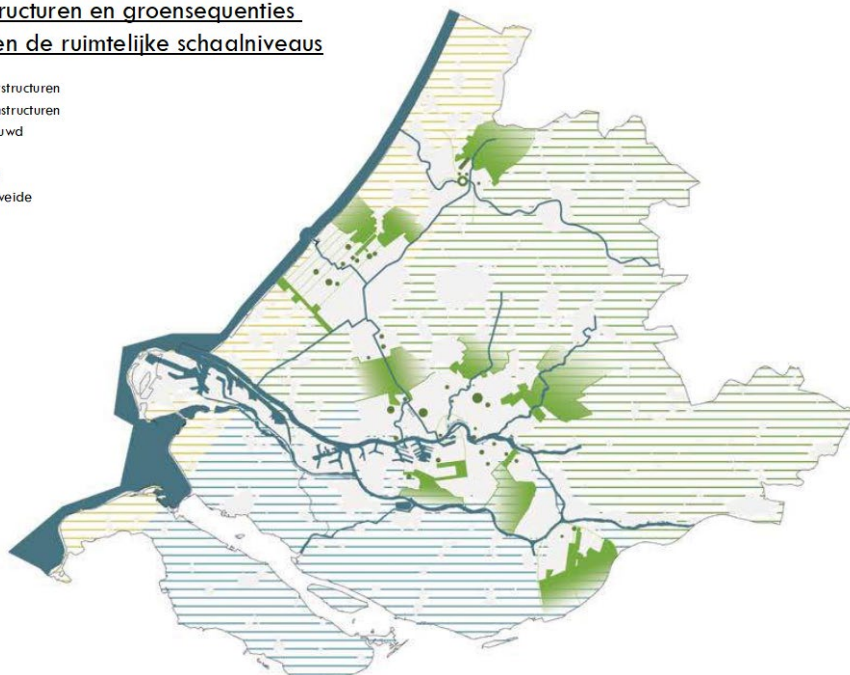 ructuren en groensequenties
en de ruimtelijke schaalniveaus
structuren
structuren
uwd
veide